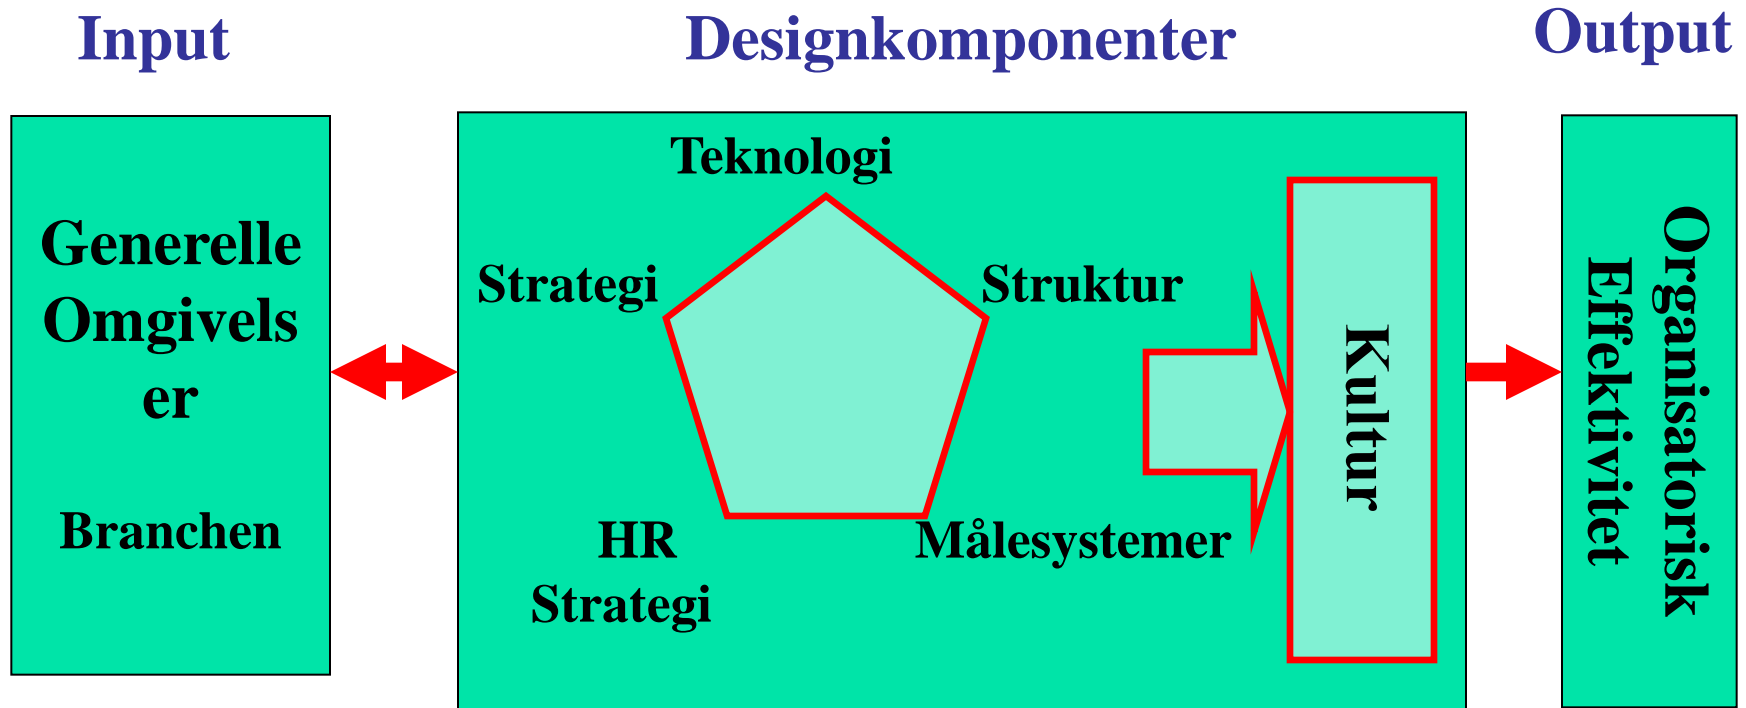 Input
Designkomponenter
Output
Generelle
Omgivels
er
Branchen
Teknologi
Strategi
Struktur
HR
Strategi
Målesystemer
Kultur
Organisatorisk
Effektivitet